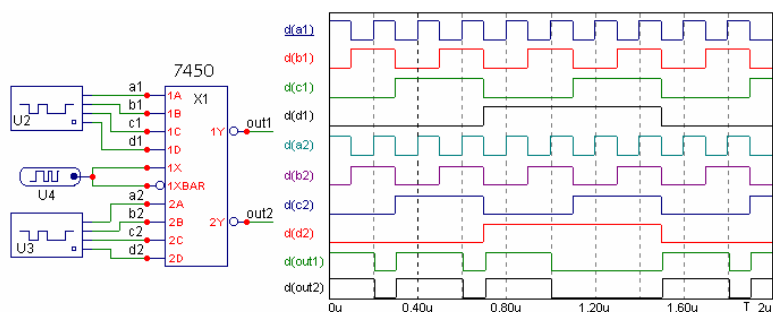 7450
X1
U2
a1
b1
c1
d1
1A
1B
1C
1D
1Y
out1
U4
1X
1XBAR
U3
a2
b2
c2
d2
2A
2B
2C
2D
2Y
out2
d(a1)
d(b1)
d(c1)
d(d1)
d(a2)
d(b2)
d(c2)
d(d2)
d(out1)
d(out2)
0u 0.40u 0.80u 1.20u 1.60u T 2u